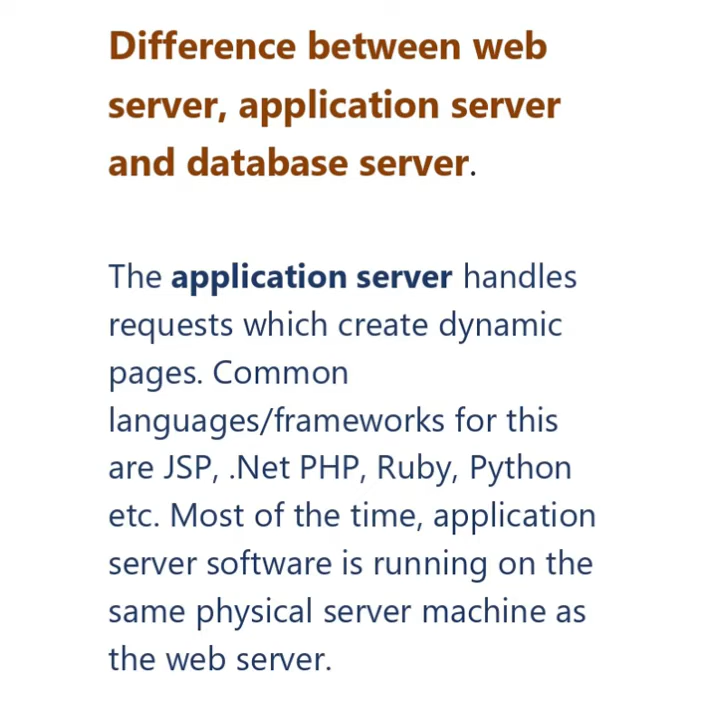 Difference between web
server, application server
and database server.
The application server handles
requests which create dynamic
pages. Common
languages/frameworks for this
are JSP, .Net PHP, Ruby, Python
etc. Most of the time, application
server software is running on the
same physical server machine as
the web server.